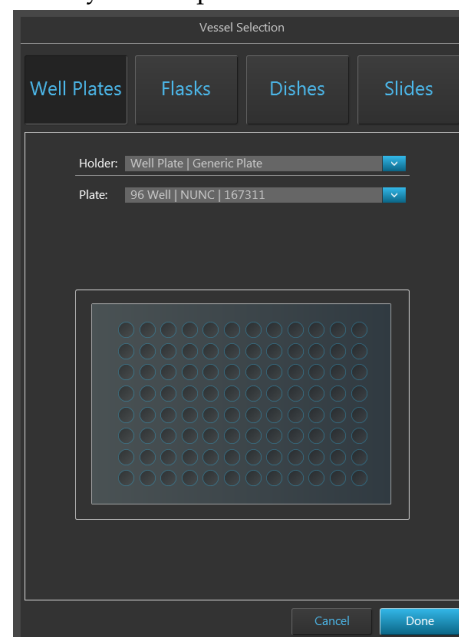 Vessel Selection
Well Plates Flasks Dishes Slides
Holder: Well Plate | Generic Plate
Plate: 96 Well | NUNC | 167311
Cancel Done